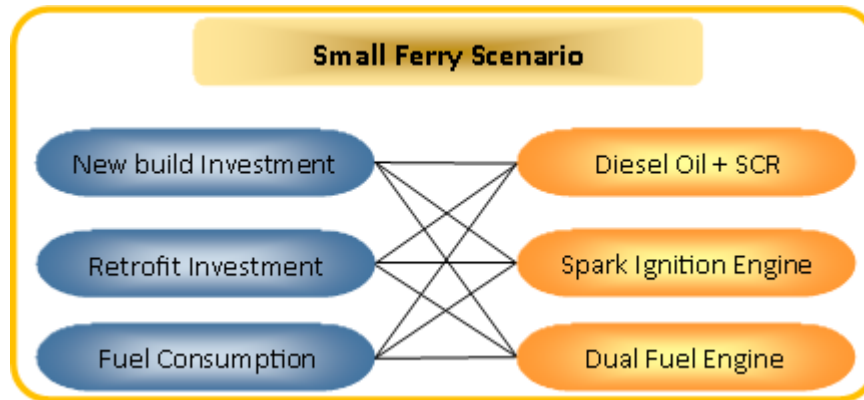 Small Ferry Scenario
New build Investment
Diesel Oil + SCR
Retrofit Investment
Spark Ignition Engine
Fuel Consumption
Dual Fuel Engine